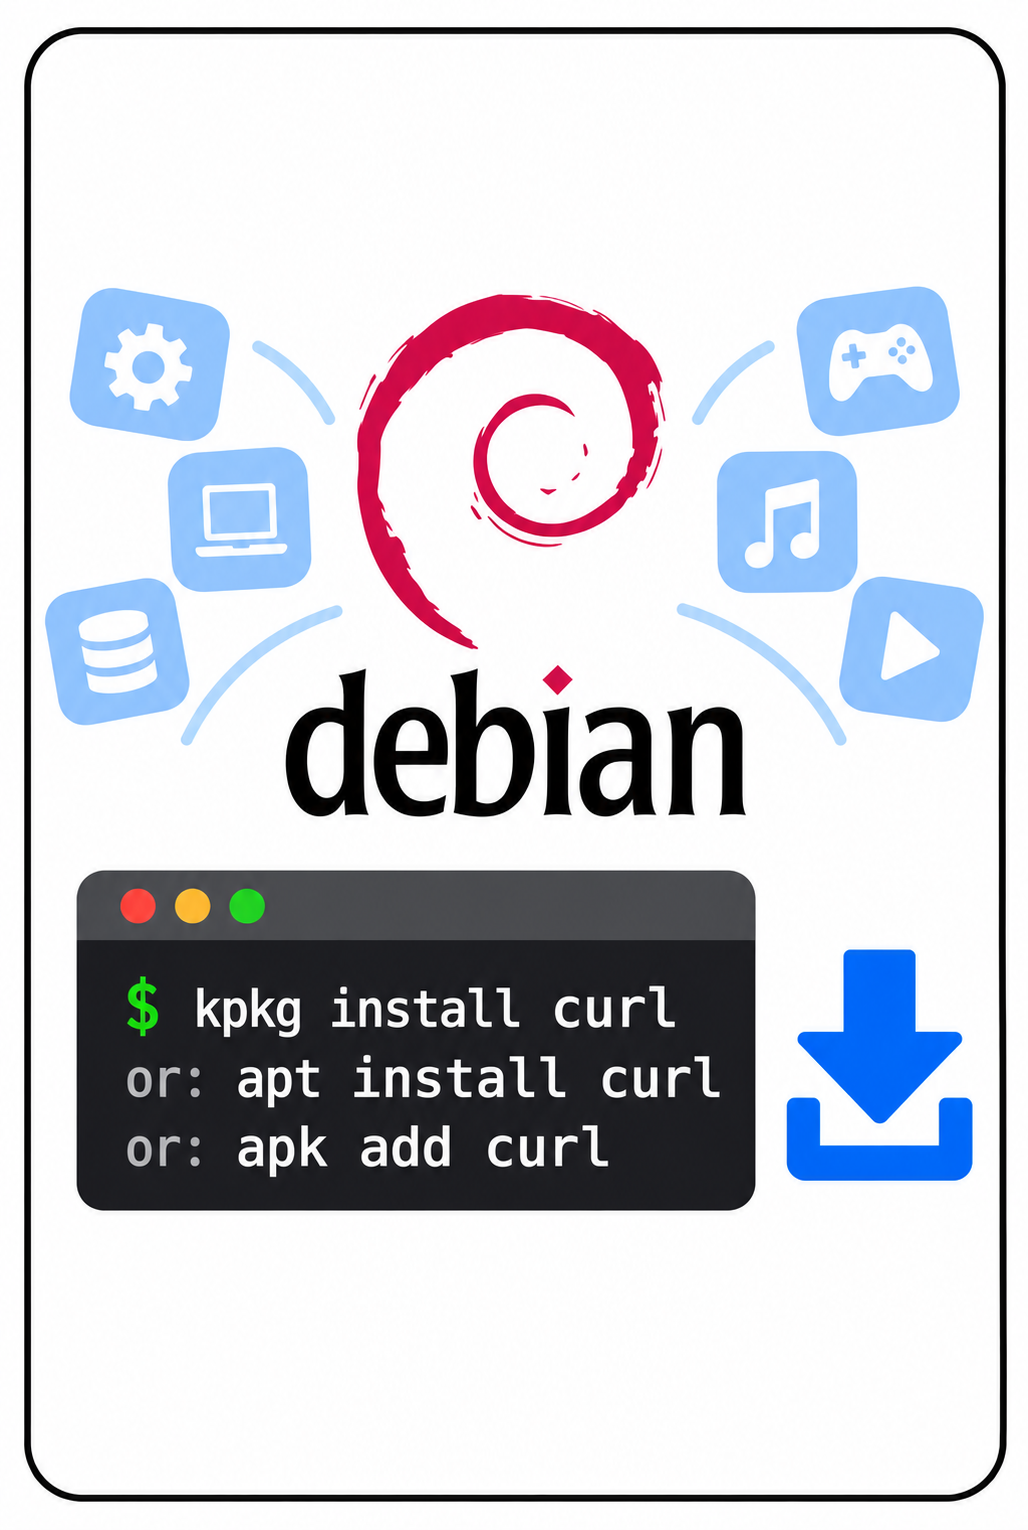 debian
$ kpkg install curl
or: apt install curl
or: apk add curl